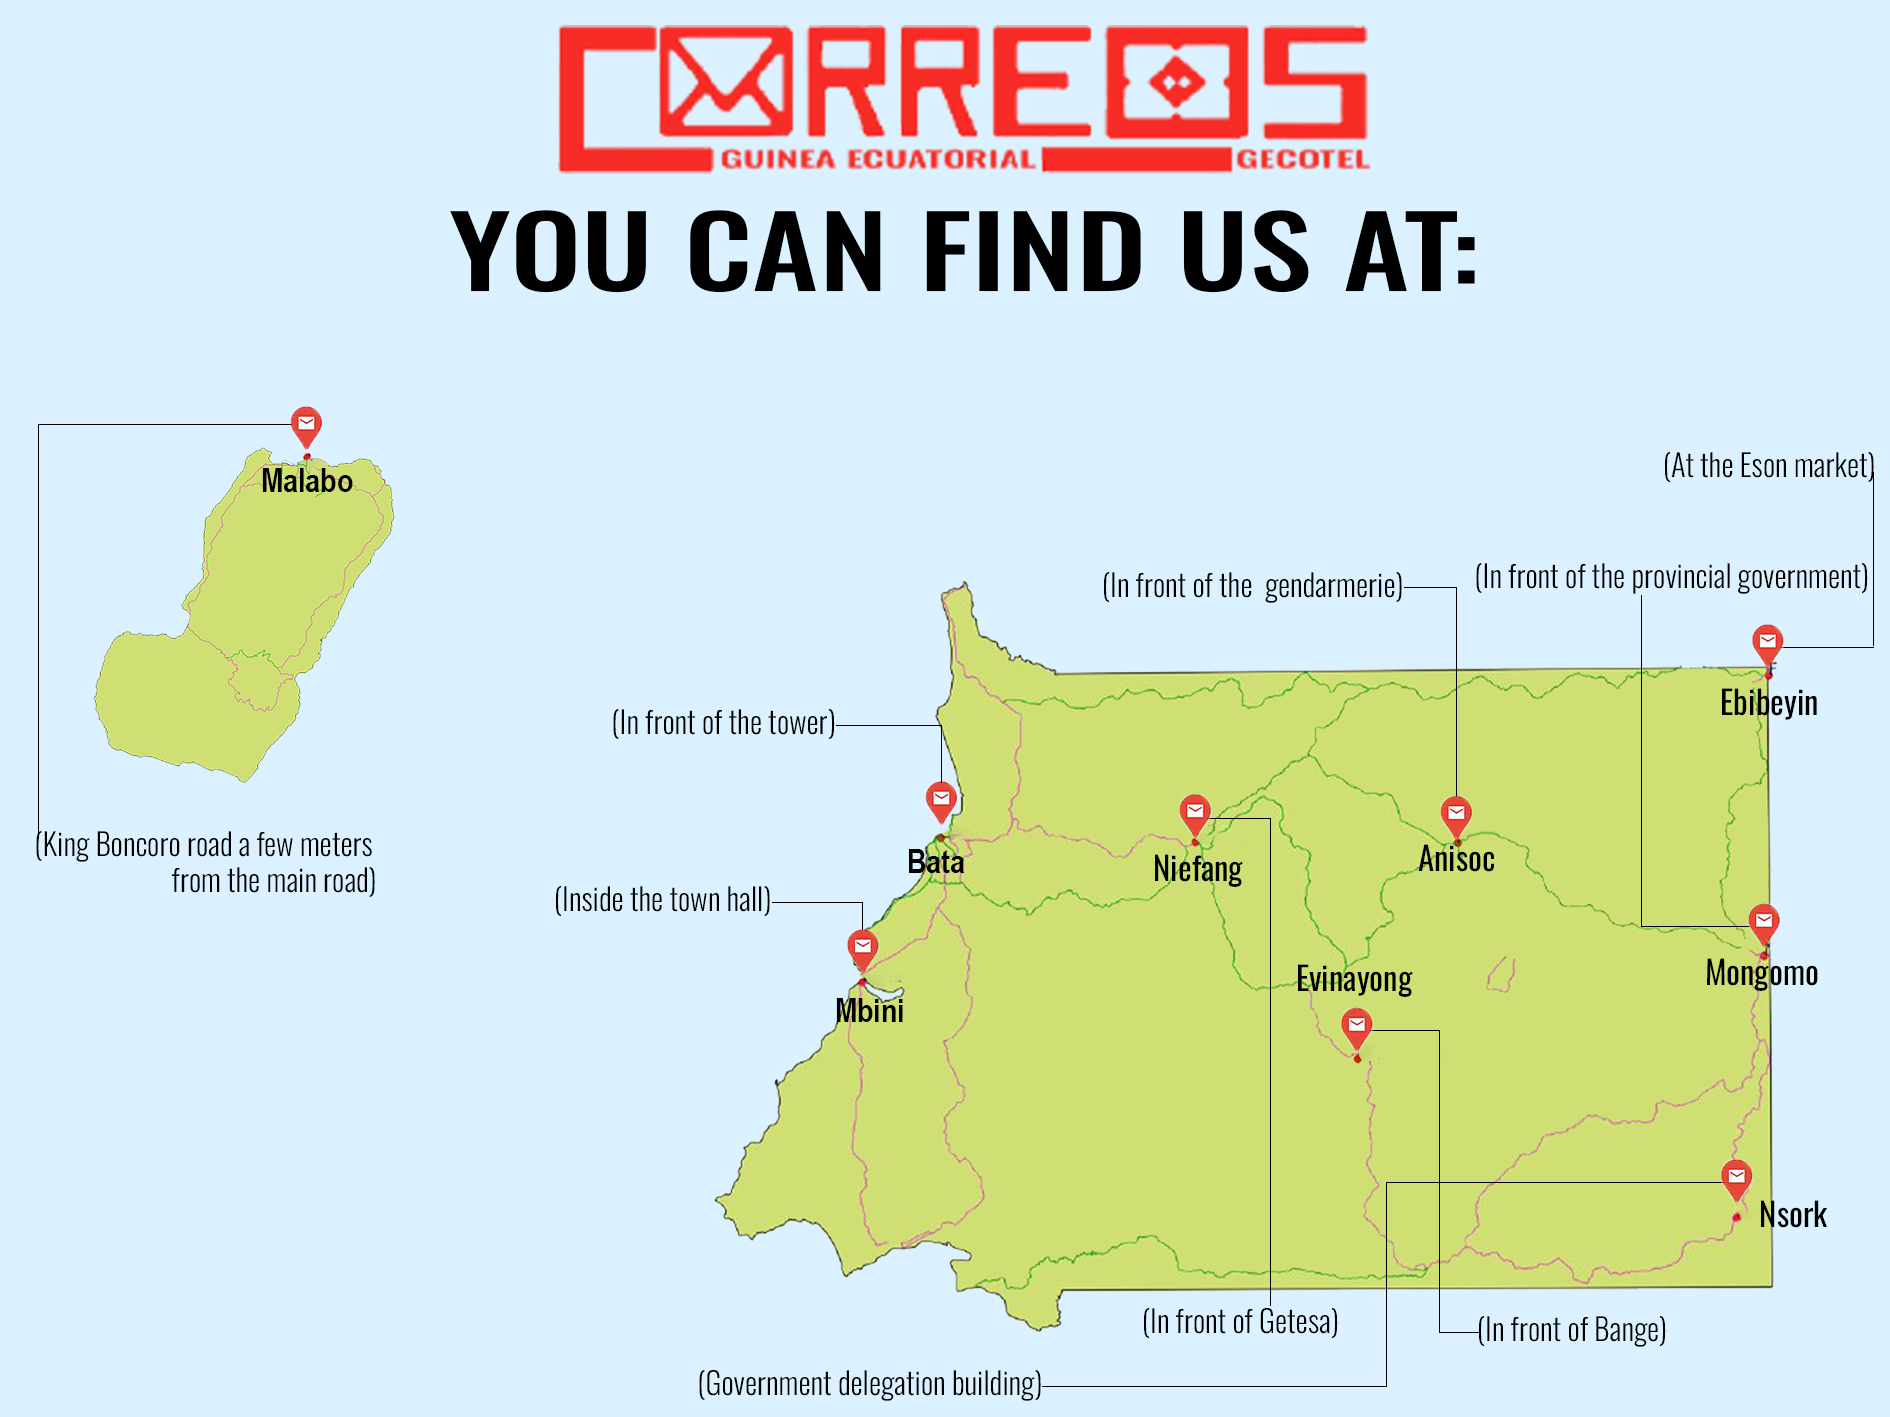 CORREOS
GUINEA ECUATORIAL GECOTEL
YOU CAN FIND US AT:
Malabo
(At the Eson market)
(In front of the gendarmerie)
(In front of the provincial government)
Ebibeyin
(In front of the tower)
(King Boncoro road a few meters
from the main road)
Bata
Niefang
Anisoc
(Inside the town hall)
Mongomo
Evinayong
Mbini
Nsork
(In front of Getesa)
(In front of Bange)
(Government delegation building)